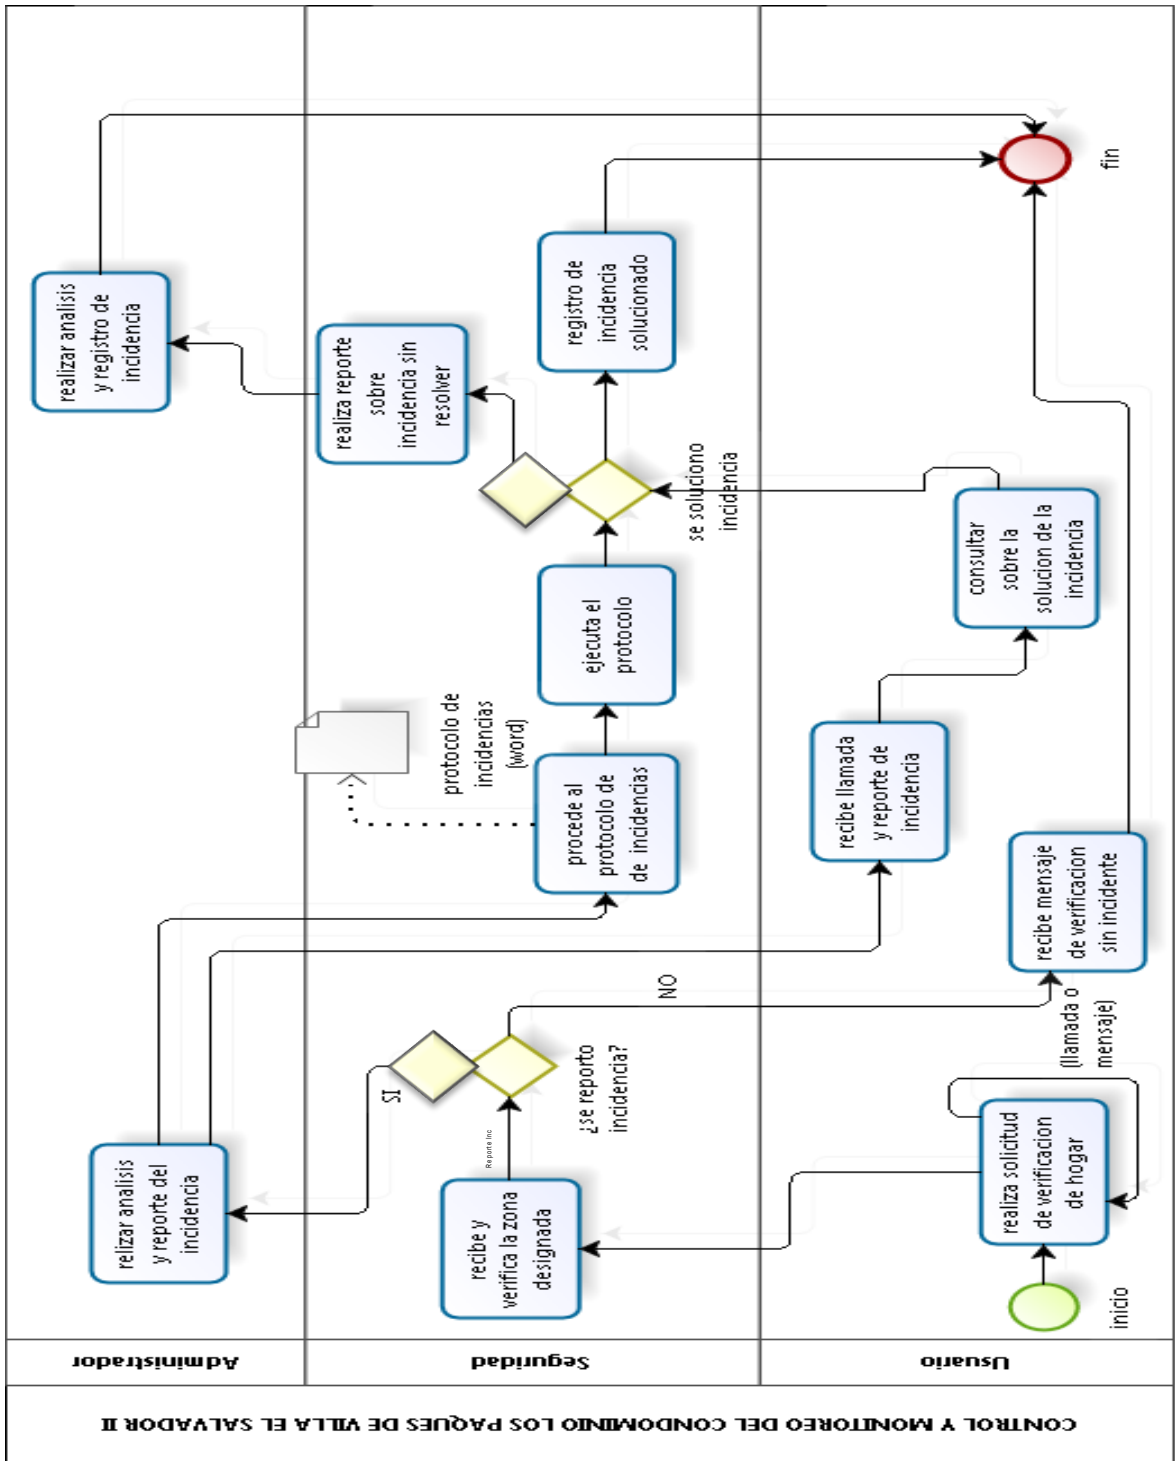 CONTROL Y MONITOREO DEL CONDOMINIO LOS PAQUES DE VILLA EL SALVADOR II
Administrador
Seguridad
Usuario
relizar analisis
y reporte del
incidencia
realizar analisis
y registro de
incidencia
recibe y
verifica la zona
designada
Reporte Inc
SI
¿se reporto
incidencia?
NO
procede al
protocolo de
de incidencias
protocolo de
incidencias
(word)
ejecuta el
protocolo
se soluciono
incidencia
realiza reporte
sobre
incidencia sin
resolver
registro de
incidencia
solucionado
inicio
realiza solicitud
de verificacion
de hogar
(llamada o
mensaje)
recibe mensaje
de verificacion
sin incidente
recibe llamada
y reporte de
incidencia
consultar
sobre la
solucion de la
incidencia
fin